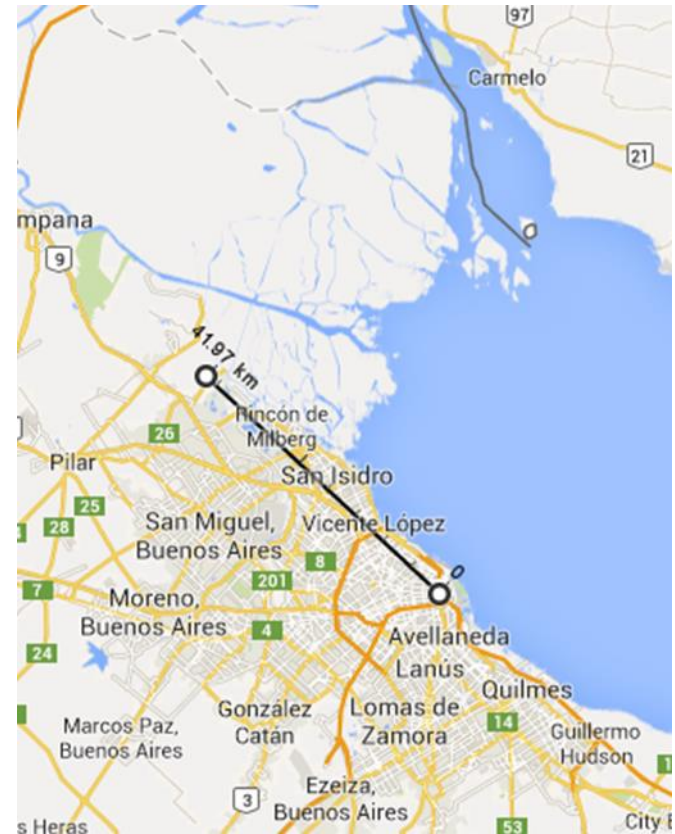 97
Carmelo
21
mpana
9
41.97 km
Rincón de
Milberg
26
Pilar
San Isidro
25
28
San Miguel,
Buenos Aires
Vicente López
8
7
201
0
Moreno,
Buenos Aires
4
Avellaneda
24
Lanús
Quilmes
González
Catán
Lomas de
Zamora
14
Marcos Paz,
Buenos Aires
Guillermo
Hudson
1
Ezeiza,
Buenos Aires
3
s Heras
53
City